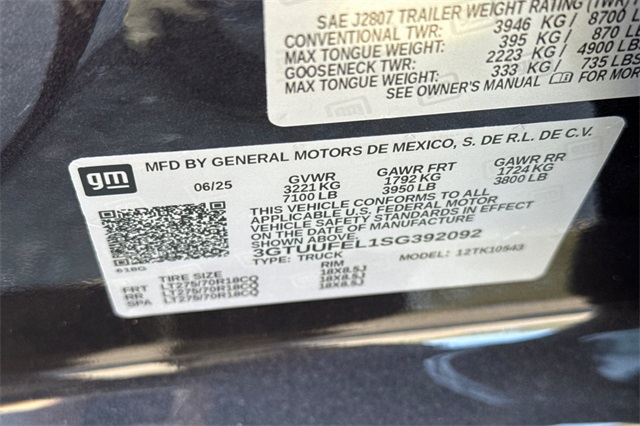 SAE J2807 TRAILER WEIGHT RATING (TWR)
CONVENTIONAL TWR: 3946 KG / 8700
MAX TONGUE WEIGHT: 395 KG / 870 LB
GOOSENECK TWR: 2223 KG / 4900 LB
MAX TONGUE WEIGHT: 333 KG / 735 LBS
SEE OWNER'S MANUAL FOR MOR
gm
MFD BY GENERAL MOTORS DE MEXICO, S. DE R.L. DE C.V.
06/25 GVWR GAWR FRT GAWR RR
3221 KG 1792 KG 1724 KG
7100 LB 3950 LB 3800 LB
THIS VEHICLE CONFORMS TO ALL
APPLICABLE U.S. FEDERAL MOTOR
VEHICLE SAFETY STANDARDS IN EFFECT
ON THE DATE OF MANUFACTURE
3GTUUFEL1SG392092
TYPE: TRUCK MODEL: 12TK10543
618G
TIRE SIZE RIM
FRT LT275/70R18CQ 18X8.5J
RR LT275/70R18CQ 18X8.5J
SPA LT275/70R18CQ 18X8.5J